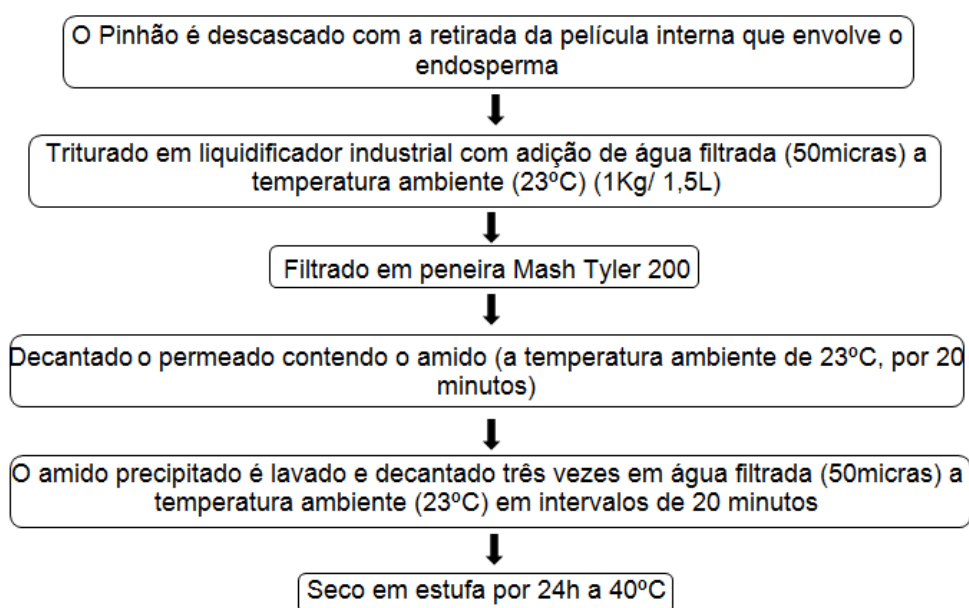 O Pinhão é descascado com a retirada da película interna que envolve o
endosperma
Triturado em liquidificador industrial com adição de água filtrada (50micras) a
temperatura ambiente (23ºC) (1Kg/ 1,5L)
Filtrado em peneira Mash Tyler 200
Decantado o permeado contendo o amido (a temperatura ambiente de 23ºC, por 20
minutos)
O amido precipitado é lavado e decantado três vezes em água filtrada (50micras) a
temperatura ambiente (23ºC) em intervalos de 20 minutos
Seco em estufa por 24h a 40ºC